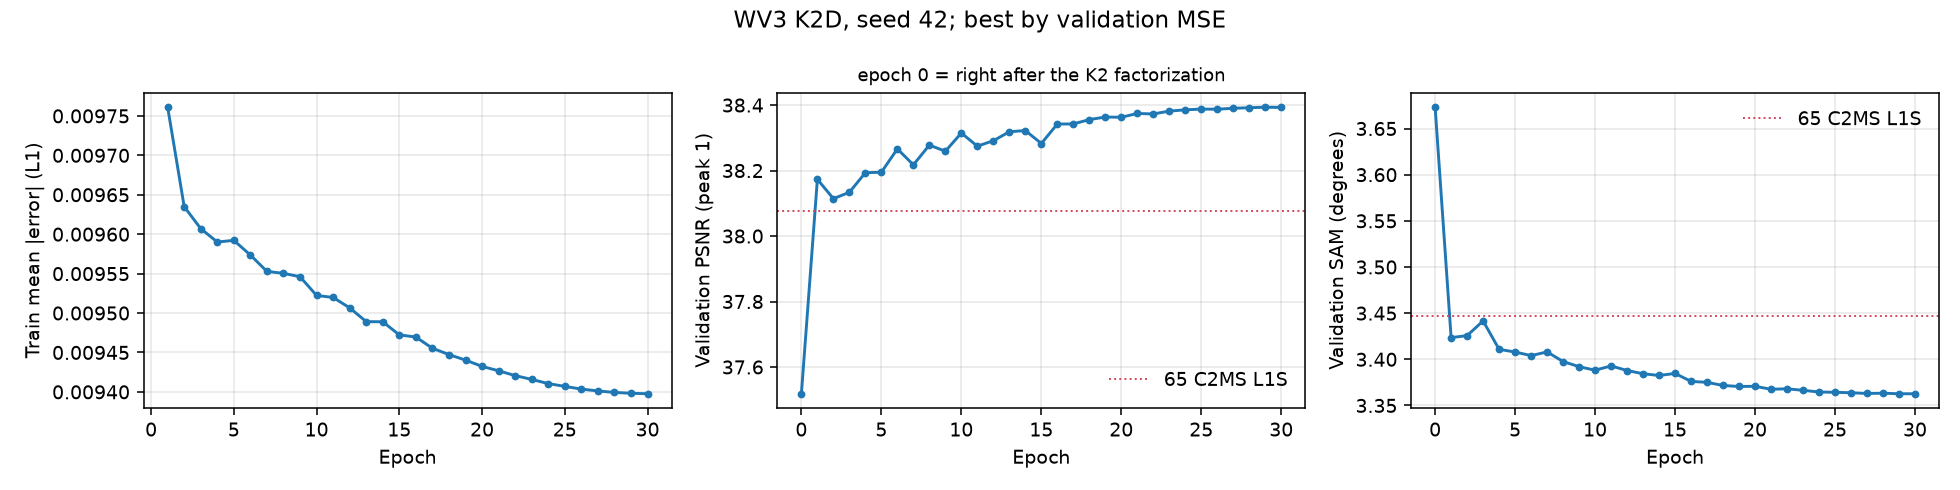 WV3 K2D, seed 42; best by validation MSE
Train mean |error| (L1)
0.00975
0.00970
0.00965
0.00960
0.00955
0.00950
0.00945
0.00940
0 5 10 15 20 25 30
Epoch
epoch 0 = right after the K2 factorization
Validation PSNR (peak 1)
38.4
38.2
38.0
37.8
37.6
65 C2MS L1S
0 5 10 15 20 25 30
Epoch
Validation SAM (degrees)
3.65
3.60
3.55
3.50
3.45
3.40
3.35
65 C2MS L1S
0 5 10 15 20 25 30
Epoch